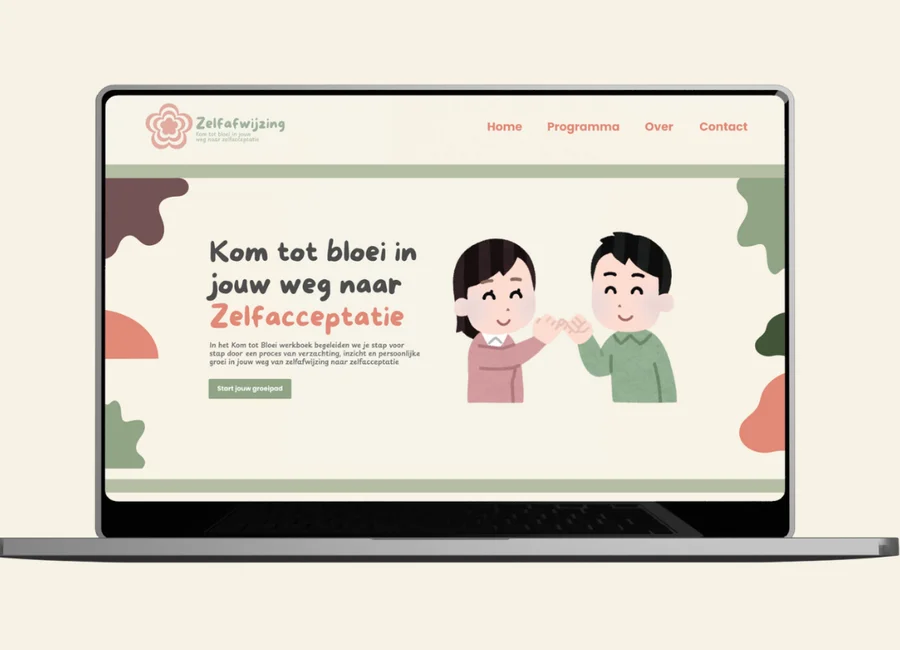 Zelfafwijzing
Kom tot bloei in jouw
weg naar zelfacceptatie
Home Programma Over Contact
Kom tot bloei in
jouw weg naar
Zelfacceptatie
In het Kom tot Bloei werkboek begeleiden we je stap voor
stap door een proces van verzachting, inzicht en persoonlijke
groei in jouw weg van zelfafwijzing naar zelfacceptatie
Start jouw groeipad